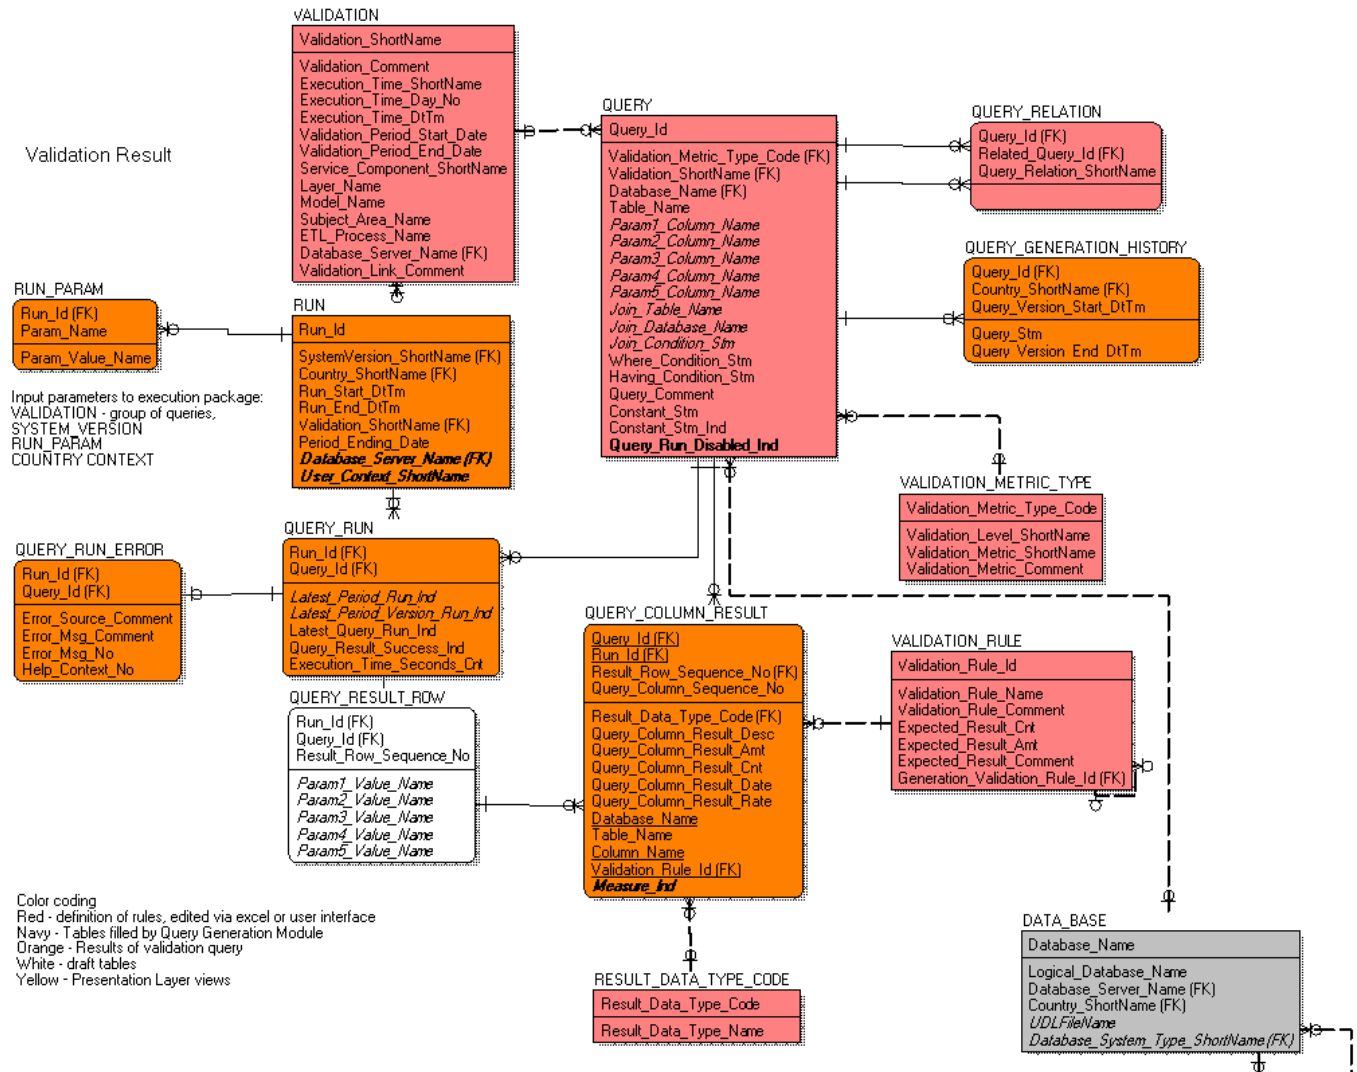 Validation Result
VALIDATION
Validation_ShortName
Validation_Comment
Execution_Time_ShortName
Execution_Time_Day_No
Execution_Time_DtTm
Validation_Period_Start_Date
Validation_Period_End_Date
Service_Component_ShortName
Layer_Name
Model_Name
Subject_Area_Name
ETL_Process_Name
Database_Server_Name (FK)
Validation_Link_Comment
QUERY
Query_Id
Validation_Metric_Type_Code (FK)
Validation_ShortName (FK)
Database_Name (FK)
Table_Name
Param1_Column_Name
Param2_Column_Name
Param3_Column_Name
Param4_Column_Name
Param5_Column_Name
Join_Table_Name
Join_Database_Name
Join_Condition_Stm
Where_Condition_Stm
Having_Condition_Stm
Query_Comment
Constant_Stm
Constant_Stm_Ind
Query_Run_Disabled_Ind
QUERY_RELATION
Query_Id (FK)
Related_Query_Id (FK)
Query_Relation_ShortName
QUERY_GENERATION_HISTORY
Query_Id (FK)
Country_ShortName (FK)
Query_Version_Start_DtTm
Query_Stm
Query_Version_End_DtTm
RUN_PARAM
Run_Id (FK)
Param_Name
Param_Value_Name
Input parameters to execution package:
VALIDATION - group of queries,
SYSTEM_VERSION
RUN_PARAM
COUNTRY CONTEXT
RUN
Run_Id
SystemVersion_ShortName (FK)
Country_ShortName (FK)
Run_Start_DtTm
Run_End_DtTm
Validation_ShortName (FK)
Period_Ending_Date
Database_Server_Name (FK)
User_Context_ShortName
VALIDATION_METRIC_TYPE
Validation_Metric_Type_Code
Validation_Level_ShortName
Validation_Metric_ShortName
Validation_Metric_Comment
QUERY_RUN_ERROR
Run_Id (FK)
Query_Id (FK)
Error_Source_Comment
Error_Msg_Comment
Error_Msg_No
Help_Context_No
QUERY_RUN
Run_Id (FK)
Query_Id (FK)
Latest_Period_Run_Ind
Latest_Period_Version_Run_Ind
Latest_Query_Run_Ind
Query_Result_Success_Ind
Execution_Time_Seconds_Cnt
QUERY_COLUMN_RESULT
Query_Id (FK)
Run_Id (FK)
Result_Row_Sequence_No (FK)
Query_Column_Sequence_No
Result_Data_Type_Code (FK)
Query_Column_Result_Desc
Query_Column_Result_Amt
Query_Column_Result_Cnt
Query_Column_Result_Date
Query_Column_Result_Rate
Database_Name
Table_Name
Column_Name
Validation_Rule_Id (FK)
Measure_Ind
VALIDATION_RULE
Validation_Rule_Id
Validation_Rule_Name
Validation_Rule_Comment
Expected_Result_Cnt
Expected_Result_Amt
Expected_Result_Comment
Generation_Validation_Rule_Id (FK)
QUERY_RESULT_ROW
Run_Id (FK)
Query_Id (FK)
Result_Row_Sequence_No
Param1_Value_Name
Param2_Value_Name
Param3_Value_Name
Param4_Value_Name
Param5_Value_Name
Color coding
Red - definition of rules, edited via excel or user interface
Navy - Tables filled by Query Generation Module
Orange - Results of validation query
White - draft tables
Yellow - Presentation Layer views
RESULT_DATA_TYPE_CODE
Result_Data_Type_Code
Result_Data_Type_Name
DATA_BASE
Database_Name
Logical_Database_Name
Database_Server_Name (FK)
Country_ShortName (FK)
UDLFileName
Database_System_Type_ShortName (FK)